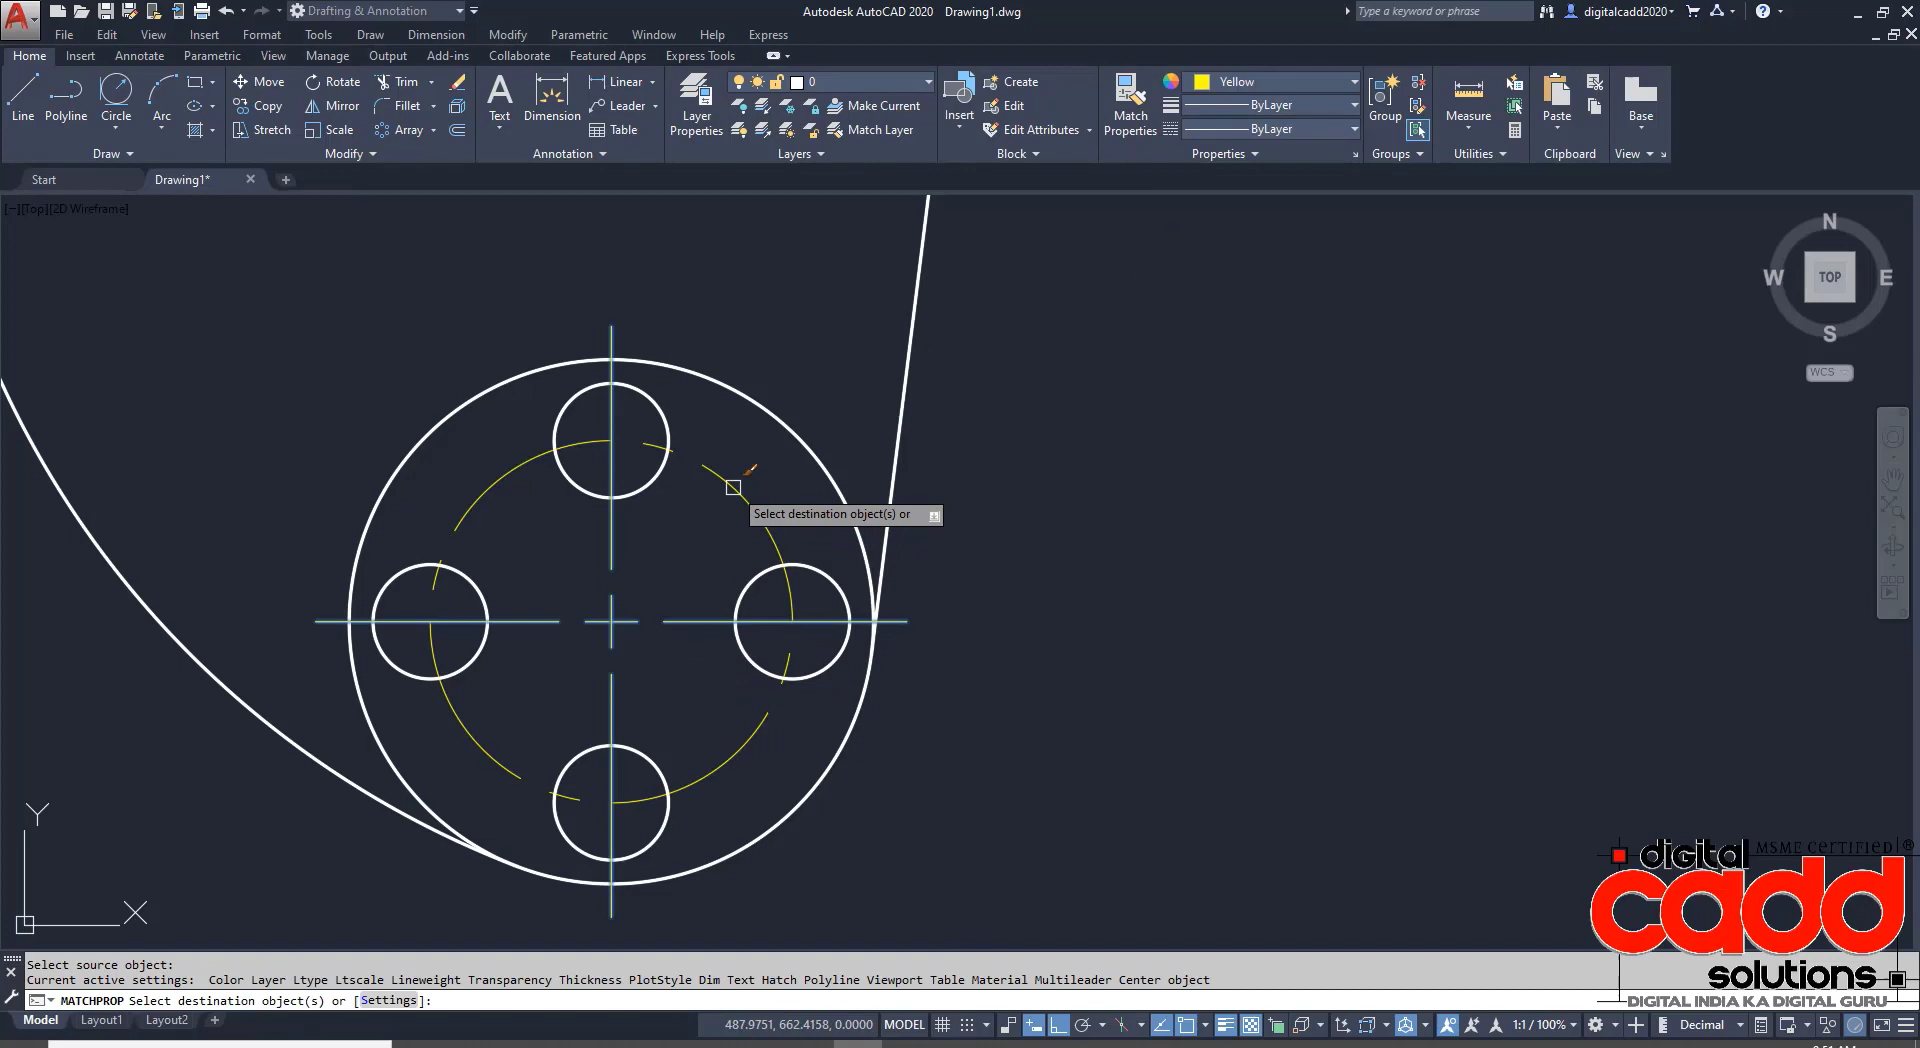 Drafting & Annotation
Autodesk AutoCAD 2020 Drawing1.dwg
Type a keyword or phrase
digitalcadd2020
File Edit View Insert Format Tools Draw Dimension Modify Parametric Window Help Express
Home Insert Annotate Parametric View Manage Output Add-ins Collaborate Featured Apps Express Tools
Line Polyline Circle Arc
Draw
Move Rotate Trim
Copy Mirror Fillet
Stretch Scale Array
Modify
Text Dimension
Linear
Leader
Table
Annotation
Layer Properties
0
Make Current
Match Layer
Layers
Insert
Create
Edit
Edit Attributes
Block
Match Properties
Yellow
ByLayer
ByLayer
Properties
Group
Groups
Measure
Utilities
Paste
Clipboard
Base
View
Start Drawing1*
[−][Top][2D Wireframe]
N
W TOP E
S
WCS
Select destination object(s) or
Y
X
digital MSME CERTIFIED ®
cadd
solutions
DIGITAL INDIA KA DIGITAL GURU
Select source object:
Current active settings: Color Layer Ltype Ltscale Lineweight Transparency Thickness PlotStyle Dim Text Hatch Polyline Viewport Table Material Multileader Center object
MATCHPROP Select destination object(s) or [Settings]:
Model Layout1 Layout2 +
487.9751, 662.4158, 0.0000 MODEL 1:1 / 100% Decimal